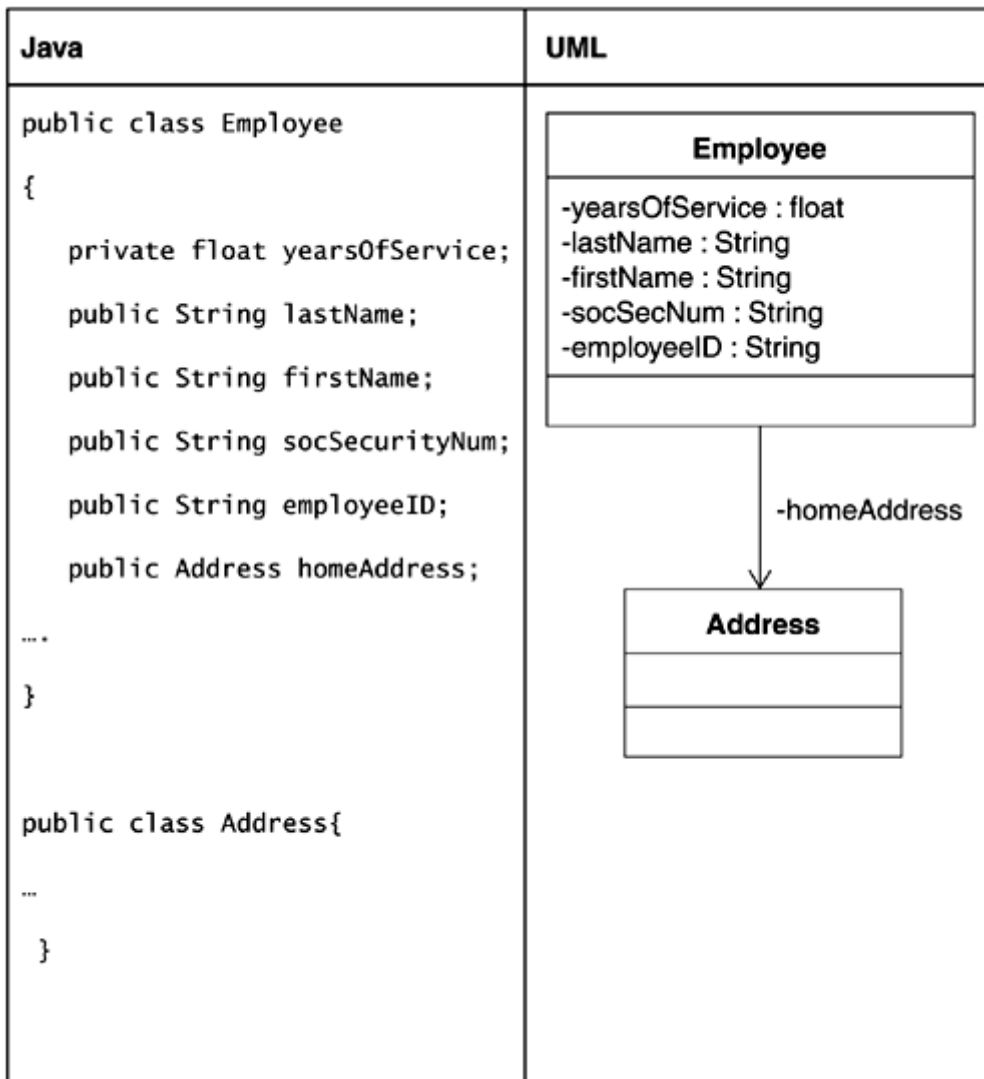 Java
public class Employee
{
private float yearsOfService;
public String lastName;
public String firstName;
public String socSecurityNum;
public String employeeID;
public Address homeAddress;
….
}
public class Address{
…
}
UML
Employee
-yearsOfService : float
-lastName : String
-firstName : String
-socSecNum : String
-employeeID : String
-homeAddress
Address